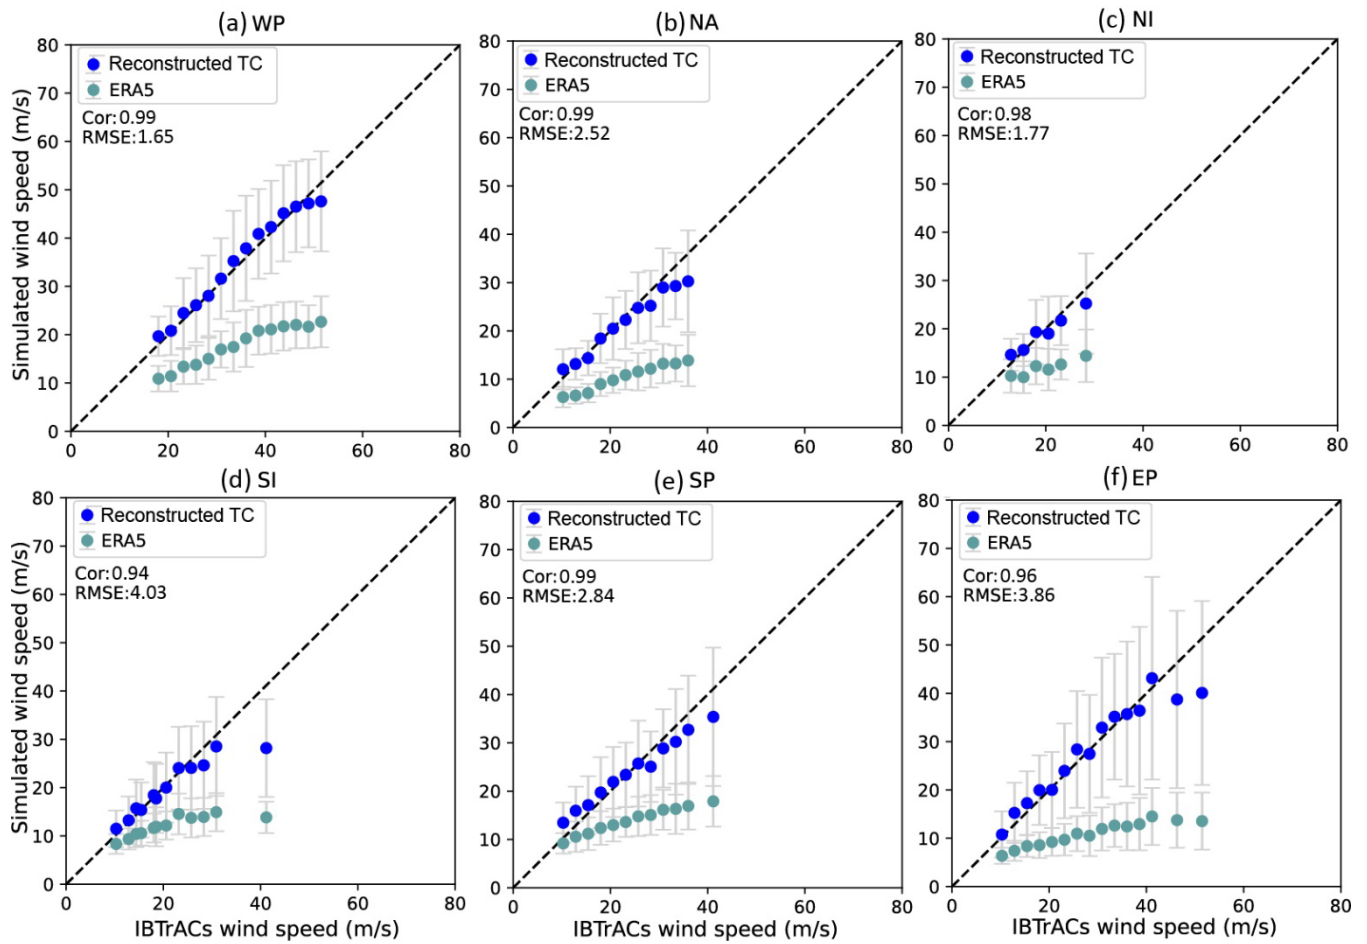 (a) WP
Simulated wind speed (m/s)
80
70
60
50
40
30
20
10
0
Reconstructed TC
ERA5
Cor:0.99
RMSE:1.65
0
20
40
60
80
(b) NA
80
70
60
50
40
30
20
10
0
Reconstructed TC
ERA5
Cor:0.99
RMSE:2.52
0
20
40
60
80
(c) NI
80
70
60
50
40
30
20
10
0
Reconstructed TC
ERA5
Cor:0.98
RMSE:1.77
0
20
40
60
80
(d) SI
Simulated wind speed (m/s)
80
70
60
50
40
30
20
10
0
Reconstructed TC
ERA5
Cor:0.94
RMSE:4.03
0
20
40
60
80
IBTrACs wind speed (m/s)
(e) SP
80
70
60
50
40
30
20
10
0
Reconstructed TC
ERA5
Cor:0.99
RMSE:2.84
0
20
40
60
80
IBTrACs wind speed (m/s)
(f) EP
80
70
60
50
40
30
20
10
0
Reconstructed TC
ERA5
Cor:0.96
RMSE:3.86
0
20
40
60
80
IBTrACs wind speed (m/s)